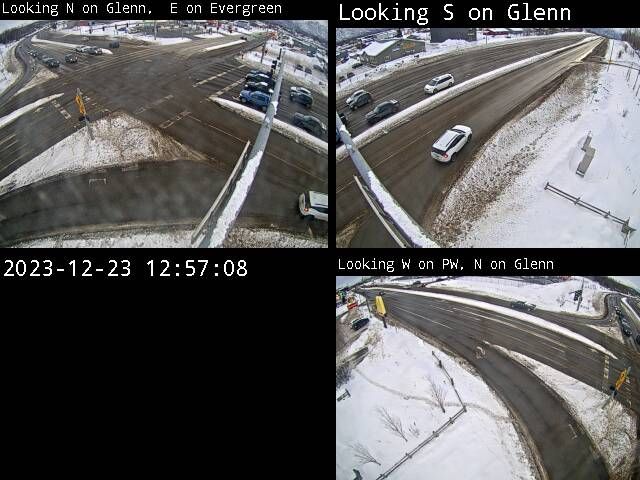 Looking N on Glenn, E on Evergreen
Looking S on Glenn
2023-12-23 12:57:08
Looking W on PW, N on Glenn